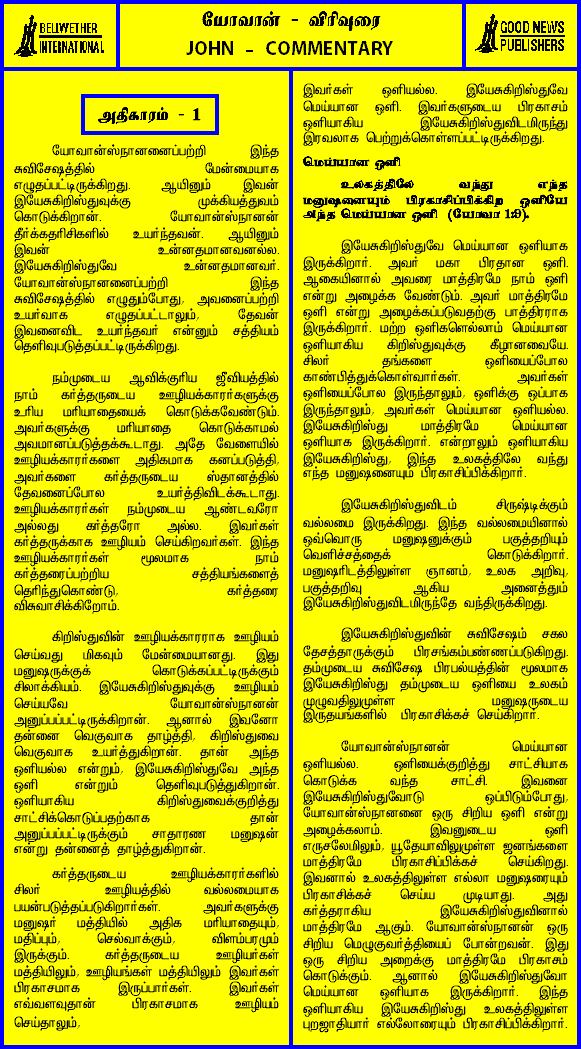 BELWETHER
INTERNATIONAL
யோவான் - விரிவுரை
JOHN - COMMENTARY
GOOD NEWS
PUBLISHERS
அதிகாரம் - 1
யோவான்ஸ்நானனைப்பற்றி இந்த
சுவிசேஷத்தில் மேன்மையாக
எழுதப்பட்டிருக்கிறது. ஆயினும் இவன்
இயேசுகிறிஸ்துவுக்கு முக்கியத்துவம்
கொடுக்கிறான். யோவான்ஸ்நானன்
தீர்க்கதரிசிகளில் உயர்ந்தவன். ஆயினும்
இவன் உன்னதமானவனல்ல.
இயேசுகிறிஸ்துவே உன்னதமானவர்.
யோவான்ஸ்நானனைப்பற்றி இந்த
சுவிசேஷத்தில் எழுதும்போது, அவனைப்பற்றி
உயர்வாக எழுதப்பட்டாலும், தேவன்
இவனைவிட உயர்ந்தவர் என்னும் சத்தியம்
தெளிவுபடுத்தப்பட்டிருக்கிறது.
நம்முடைய ஆவிக்குரிய ஜீவியத்தில்
நாம் கர்த்தருடைய ஊழியக்காரர்களுக்கு
உரிய மரியாதையைக் கொடுக்கவேண்டும்.
அவர்களுக்கு மரியாதை கொடுக்காமல்
அவமானப்படுத்தக்கூடாது. அதே வேளையில்
ஊழியக்காரர்களை அதிகமாக கனப்படுத்தி,
அவர்களை கர்த்தருடைய ஸ்தானத்தில்
தேவனைப்போல உயர்த்திவிடக்கூடாது.
ஊழியக்காரர்கள் நம்முடைய ஆண்டவரோ
அல்லது கர்த்தரோ அல்ல. இவர்கள்
கர்த்தருக்காக ஊழியம் செய்கிறவர்கள். இந்த
ஊழியக்காரர்கள் மூலமாக நாம்
கர்த்தரைப்பற்றிய சத்தியங்களைத்
தெரிந்துகொண்டு, கர்த்தரை
விசுவாசிக்கிறோம்.
கிறிஸ்துவின் ஊழியக்காரராக ஊழியம்
செய்வது மிகவும் மேன்மையானது. இது
மனுஷருக்குக் கொடுக்கப்பட்டிருக்கும்
சிலாக்கியம். இயேசுகிறிஸ்துவுக்கு ஊழியம்
செய்யவே யோவான்ஸ்நானன்
அனுப்பப்பட்டிருக்கிறான். ஆனால் இவனோ
தன்னை வெகுவாக தாழ்த்தி, கிறிஸ்துவை
வெகுவாக உயர்த்துகிறான். தான் அந்த
ஒளியல்ல என்றும், இயேசுகிறிஸ்துவே அந்த
ஒளி என்றும் தெளிவுபடுத்துகிறான்.
ஒளியாகிய கிறிஸ்துவைக்குறித்து
சாட்சிக்கொடுப்பதற்காக தான்
அனுப்பப்பட்டிருக்கும் சாதாரண மனுஷன்
என்று தன்னைத் தாழ்த்துகிறான்.
கர்த்தருடைய ஊழியக்காரர்களில்
சிலர் ஊழியத்தில் வல்லமையாக
பயன்படுத்தப்படுகிறார்கள். அவர்களுக்கு
மனுஷர் மத்தியில் அதிக மரியாதையும்,
மதிப்பும், செல்வாக்கும், விளம்பரமும்
இருக்கும். கர்த்தருடைய ஊழியர்கள்
மத்தியிலும், ஊழியங்கள் மத்தியிலும் இவர்கள்
பிரகாசமாக இருப்பார்கள். இவர்கள்
எவ்வளவுதான் பிரகாசமாக ஊழியம்
செய்தாலும்,
இவர்கள் ஒளியல்ல. இயேசுகிறிஸ்துவே
மெய்யான ஒளி. இவர்களுடைய பிரகாசம்
ஒளியாகிய இயேசுகிறிஸ்துவிடமிருந்து
இரவலாக பெற்றுக்கொள்ளப்பட்டிருக்கிறது.
மெய்யான ஒளி
உலகத்திலே வந்து எந்த
மனுஷனையும் பிரகாசிப்பிக்கிற ஒளியே
அந்த மெய்யான ஒளி (யோவா 1:9).
இயேசுகிறிஸ்துவே மெய்யான ஒளியாக
இருக்கிறார். அவர் மகா பிரதான ஒளி.
ஆகையினால் அவரை மாத்திரமே நாம் ஒளி
என்று அழைக்க வேண்டும். அவர் மாத்திரமே
ஒளி என்று அழைக்கப்படுவதற்கு பாத்திரராக
இருக்கிறார். மற்ற ஒளிகளெல்லாம் மெய்யான
ஒளியாகிய கிறிஸ்துவுக்கு கீழானவையே.
சிலர் தங்களை ஒளியைப்போல
காண்பித்துக்கொள்வார்கள். அவர்கள்
ஒளியைப்போல இருந்தாலும், ஒளிக்கு ஒப்பாக
இருந்தாலும், அவர்கள் மெய்யான ஒளியல்ல.
இயேசுகிறிஸ்து மாத்திரமே மெய்யான
ஒளியாக இருக்கிறார். என்றாலும் ஒளியாகிய
இயேசுகிறிஸ்து, இந்த உலகத்திலே வந்து
எந்த மனுஷனையும் பிரகாசிப்பிக்கிறார்.
இயேசுகிறிஸ்துவிடம் சிருஷ்டிக்கும்
வல்லமை இருக்கிறது. இந்த வல்லமையினால்
ஒவ்வொரு மனுஷனுக்கும் பகுத்தறியும்
வெளிச்சத்தைக் கொடுக்கிறார்.
மனுஷரிடத்திலுள்ள ஞானம், உலக அறிவு,
பகுத்தறிவு ஆகிய அனைத்தும்
இயேசுகிறிஸ்துவிடமிருந்தே வந்திருக்கிறது.
இயேசுகிறிஸ்துவின் சுவிசேஷம் சகல
தேசத்தாருக்கும் பிரசங்கம்பண்ணப்படுகிறது.
தம்முடைய சுவிசேஷ பிரபல்யத்தின் மூலமாக
இயேசுகிறிஸ்து தம்முடைய ஒளியை உலகம்
முழுவதிலுமுள்ள மனுஷருடைய
இருதயங்களில் பிரகாசிக்கச் செய்கிறார்.
யோவான்ஸ்நானன் மெய்யான
ஒளியல்ல. ஒளியைக்குறித்து சாட்சியாக
கொடுக்க வந்த சாட்சி. இவனை
இயேசுகிறிஸ்துவோடு ஒப்பிடும்போது,
யோவான்ஸ்நானனை ஒரு சிறிய ஒளி என்று
அழைக்கலாம். இவனுடைய ஒளி
எருசலேமிலும், யூதேயாவிலுமுள்ள ஜனங்களை
மாத்திரமே பிரகாசிப்பிக்கச் செய்கிறது.
இவனால் உலகத்திலுள்ள எல்லா மனுஷரையும்
பிரகாசிக்கச் செய்ய முடியாது. அது
கர்த்தராகிய இயேசுகிறிஸ்துவினால்
மாத்திரமே ஆகும். யோவான்ஸ்நானன் ஒரு
சிறிய மெழுகுவர்த்தியைப் போன்றவன். இது
ஒரு சிறிய அறைக்கு மாத்திரமே பிரகாசம்
கொடுக்கும். ஆனால் இயேசுகிறிஸ்துவோ
மெய்யான ஒளியாக இருக்கிறார். இந்த
ஒளியாகிய இயேசுகிறிஸ்து உலகத்திலுள்ள
புறஜாதியார் எல்லோரையும் பிரகாசிப்பிக்கிறார்.